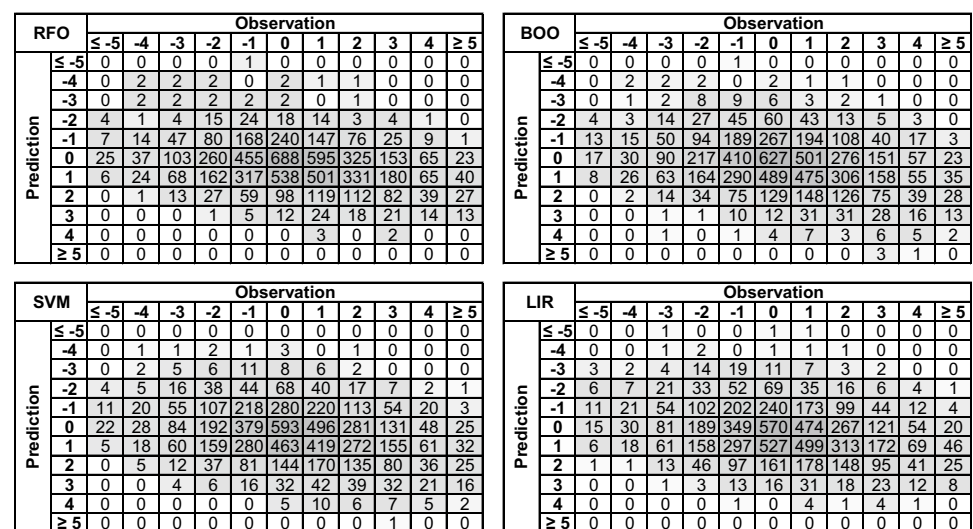 RFO Observation BOO Observation
≤ -5 -4 -3 -2 -1 0 1 2 3 4 ≥ 5 ≤ -5 -4 -3 -2 -1 0 1 2 3 4 ≥ 5
Prediction ≤ -5 0 0 0 0 1 0 0 0 0 0 0 Prediction ≤ -5 0 0 0 0 1 0 0 0 0 0 0
-4 0 2 2 2 0 2 1 1 0 0 0 -4 0 2 2 2 0 2 1 1 0 0 0
-3 0 2 2 2 2 2 0 1 0 0 0 -3 0 1 2 8 9 6 3 2 1 0 0
-2 4 1 4 15 24 18 14 3 4 1 0 -2 4 3 14 27 45 60 43 13 5 3 0
-1 7 14 47 80 168 240 147 76 25 9 1 -1 13 15 50 94 189 267 194 108 40 17 3
0 25 37 103 260 455 688 595 325 153 65 23 0 17 30 90 217 410 627 501 276 151 57 23
1 6 24 68 162 317 538 501 331 180 65 40 1 8 26 63 164 290 489 475 306 158 55 35
2 0 1 13 27 59 98 119 112 82 39 27 2 0 2 14 34 75 129 148 126 75 39 28
3 0 0 0 1 5 12 24 18 21 14 13 3 0 0 1 1 10 12 31 31 28 16 13
4 0 0 0 0 0 0 3 0 2 0 0 4 0 0 1 0 1 4 7 3 6 5 2
≥ 5 0 0 0 0 0 0 0 0 0 0 0 ≥ 5 0 0 0 0 0 0 0 0 3 1 0
SVM Observation LIR Observation
≤ -5 -4 -3 -2 -1 0 1 2 3 4 ≥ 5 ≤ -5 -4 -3 -2 -1 0 1 2 3 4 ≥ 5
Prediction ≤ -5 0 0 0 0 0 0 0 0 0 0 0 Prediction ≤ -5 0 0 1 0 0 1 1 0 0 0 0
-4 0 1 1 2 1 3 0 1 0 0 0 -4 0 0 1 2 0 1 1 1 0 0 0
-3 0 2 5 6 11 8 6 2 0 0 0 -3 3 2 4 14 19 11 7 3 2 0 0
-2 4 5 16 38 44 68 40 17 7 2 1 -2 6 7 21 33 52 69 35 16 6 4 1
-1 11 20 55 107 218 280 220 113 54 20 3 -1 11 21 54 102 202 240 173 99 44 12 4
0 22 28 84 192 379 593 496 281 131 48 25 0 15 30 81 189 349 570 474 267 121 54 20
1 5 18 60 159 280 463 419 272 155 61 32 1 6 18 61 158 297 527 499 313 172 69 46
2 0 5 12 37 81 144 170 135 80 36 25 2 1 1 13 46 97 161 178 148 95 41 25
3 0 0 4 6 16 32 42 39 32 21 16 3 0 0 1 3 13 16 31 18 23 12 8
4 0 0 0 0 0 5 10 6 7 5 2 4 0 0 0 0 1 0 4 1 4 1 0
≥ 5 0 0 0 0 0 0 0 0 1 0 0 ≥ 5 0 0 0 0 0 0 0 0 0 0 0